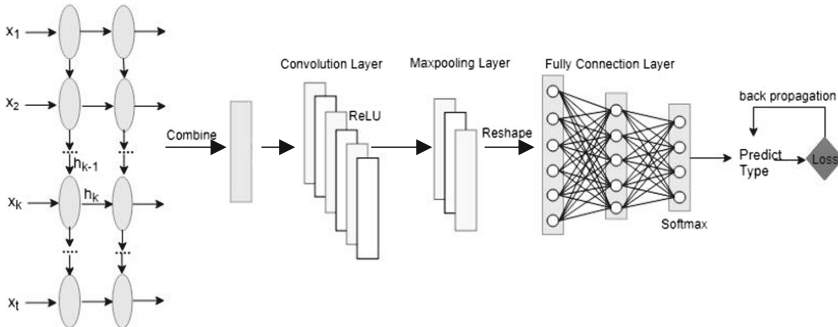 x1
x2
hk-1
xk
hk
xt
Combine
Convolution Layer
ReLU
Maxpooling Layer
Reshape
Fully Connection Layer
Softmax
back propagation
Predict
Type
Loss